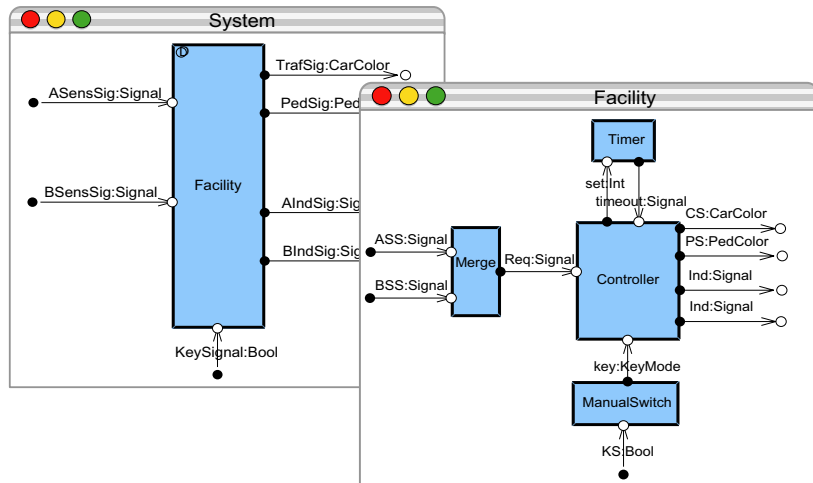 System
TrafSig:CarColor
ASensSig:Signal
PedSig:Ped
Facility
BSensSig:Signal
AIndSig:Sig
BIndSig:Sig
KeySignal:Bool
Facility
Timer
set:Int
timeout:Signal
CS:CarColor
ASS:Signal
PS:PedColor
Merge
Req:Signal
Controller
Ind:Signal
BSS:Signal
Ind:Signal
key:KeyMode
ManualSwitch
KS:Bool